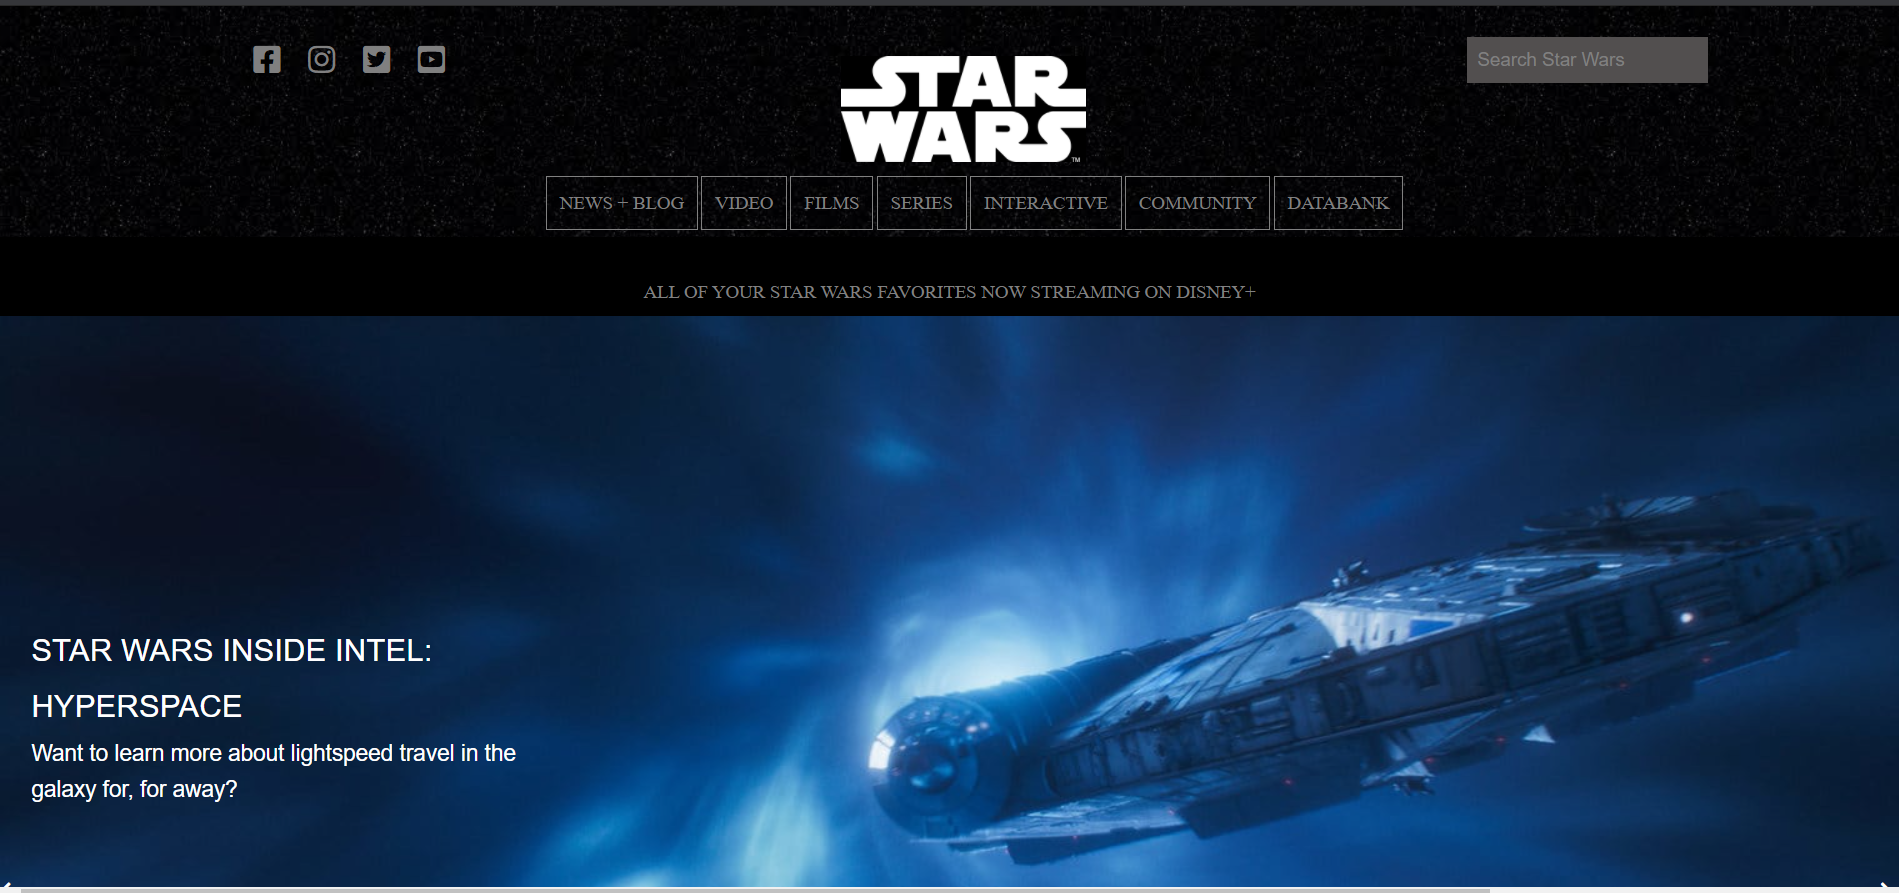 Search Star Wars
STAR
WARS™
NEWS + BLOG VIDEO FILMS SERIES INTERACTIVE COMMUNITY DATABANK
ALL OF YOUR STAR WARS FAVORITES NOW STREAMING ON DISNEY+
STAR WARS INSIDE INTEL:
HYPERSPACE
Want to learn more about lightspeed travel in the
galaxy for, for away?